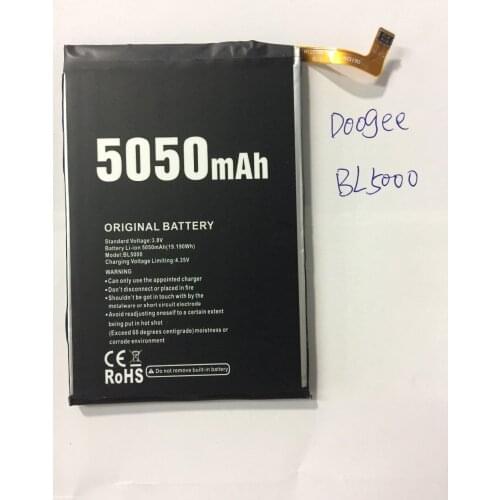 5050mAh
ORIGINAL BATTERY
Standard Voltage:3.8V
Battery Li-ion 5050mAh(19.190Wh)
Model:BL5000
Charging Voltage Limiting:4.35V
WARNING
•Can only use the appointed charger
•Don't disconnect or placed in fire
•Shouldn't be got in touch with by
metalware or short circuit electrode
•Avoid readjusting oneself to a certain extent
being put in hot shot
(Exceed 60 degrees centigrade)moistness or
corrode environment
CE
RoHS
Do not remove built-in battery
Doogee
BL5000